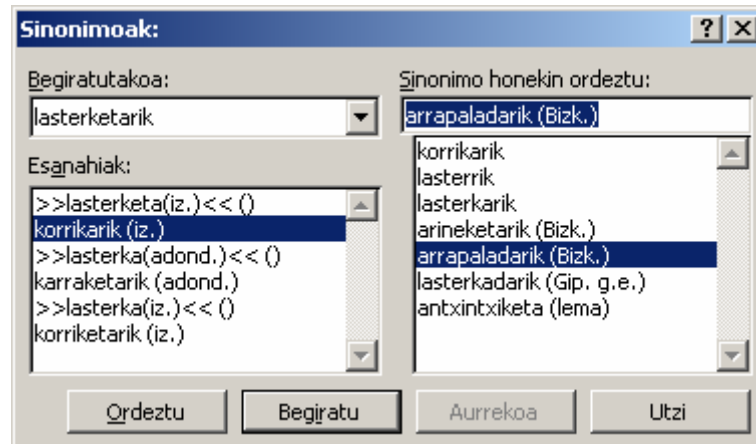 Sinonimoak:
Begiratutakoa:
lasterketarik
Esanahiak:
>>lasterketa(iz.)<< ()
korrikarik (iz.)
>>lasterka(adond.)<< ()
karraketarik (adond.)
>>lasterka(iz.)<< ()
korriketarik (iz.)
Sinonimo honekin ordeztu:
arrapaladarik (Bizk.)
korrikarik
lasterrik
lasterkarik
arineketarik (Bizk.)
arrapaladarik (Bizk.)
lasterkadarik (Gip. g.e.)
antxintxiketa (lema)
Ordeztu
Begiratu
Aurrekoa
Utzi